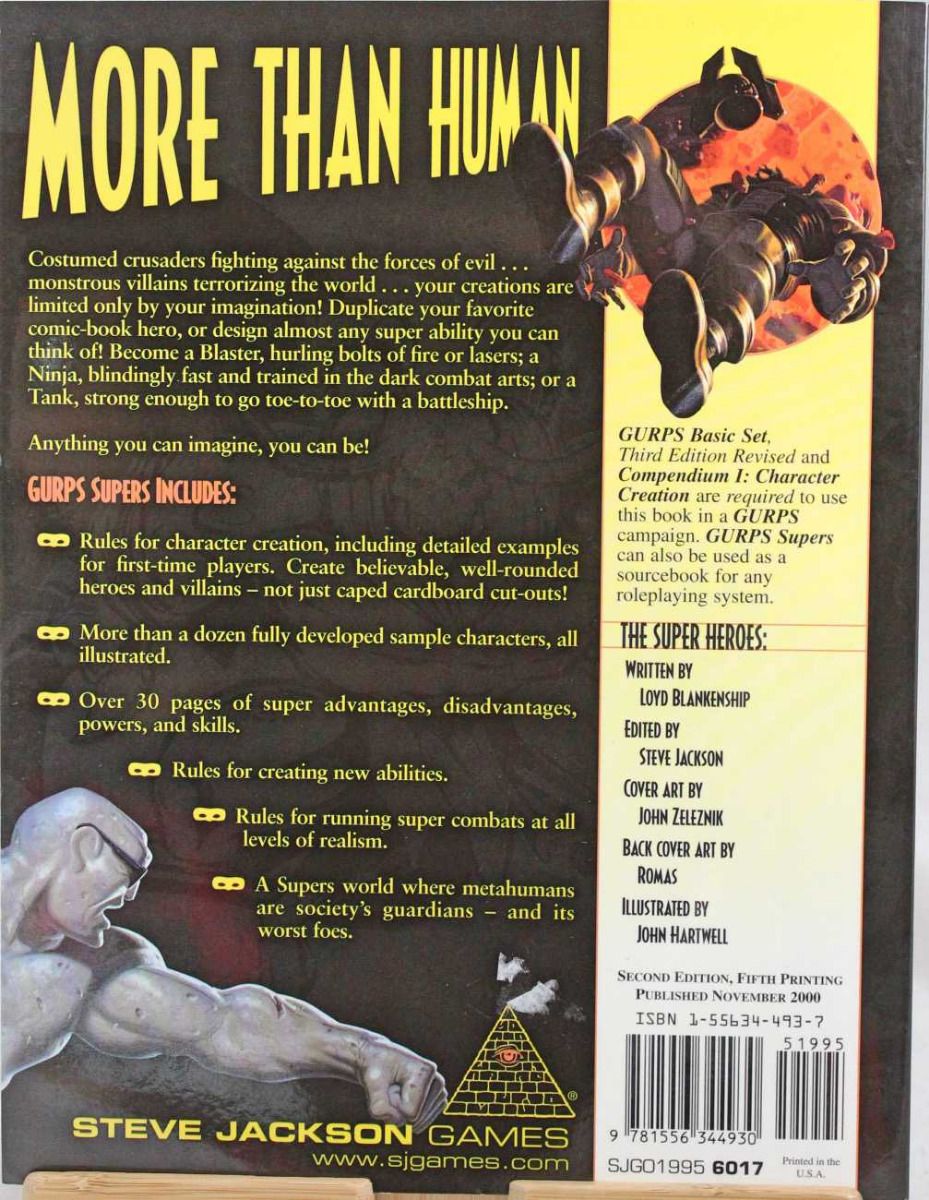 MORE THAN HUMAN
Costumed crusaders fighting against the forces of evil . . .
monstrous villains terrorizing the world . . . your creations are
limited only by your imagination! Duplicate your favorite
comic-book hero, or design almost any super ability you can
think of! Become a Blaster, hurling bolts of fire or lasers; a
Ninja, blindingly fast and trained in the dark combat arts; or a
Tank, strong enough to go toe-to-toe with a battleship.
Anything you can imagine, you can be!
GURPS SUPERS INCLUDES:
Rules for character creation, including detailed examples
for first-time players. Create believable, well-rounded
heroes and villains – not just caped cardboard cut-outs!
More than a dozen fully developed sample characters, all
illustrated.
Over 30 pages of super advantages, disadvantages,
powers, and skills.
Rules for creating new abilities.
Rules for running super combats at all
levels of realism.
A Supers world where metahumans
are society's guardians – and its
worst foes.
STEVE JACKSON GAMES
www.sjgames.com
GURPS Basic Set,
Third Edition Revised and
Compendium I: Character
Creation are required to use
this book in a GURPS
campaign. GURPS Supers
can also be used as a
sourcebook for any
roleplaying system.
THE SUPER HEROES:
WRITTEN BY
LOYD BLANKENSHIP
EDITED BY
STEVE JACKSON
COVER ART BY
JOHN ZELEZNIK
BACK COVER ART BY
ROMAS
ILLUSTRATED BY
JOHN HARTWELL
SECOND EDITION, FIFTH PRINTING
PUBLISHED NOVEMBER 2000
ISBN 1-55634-493-7
51995
9 781556 344930
SJG01995 6017
Printed in the
U.S.A.